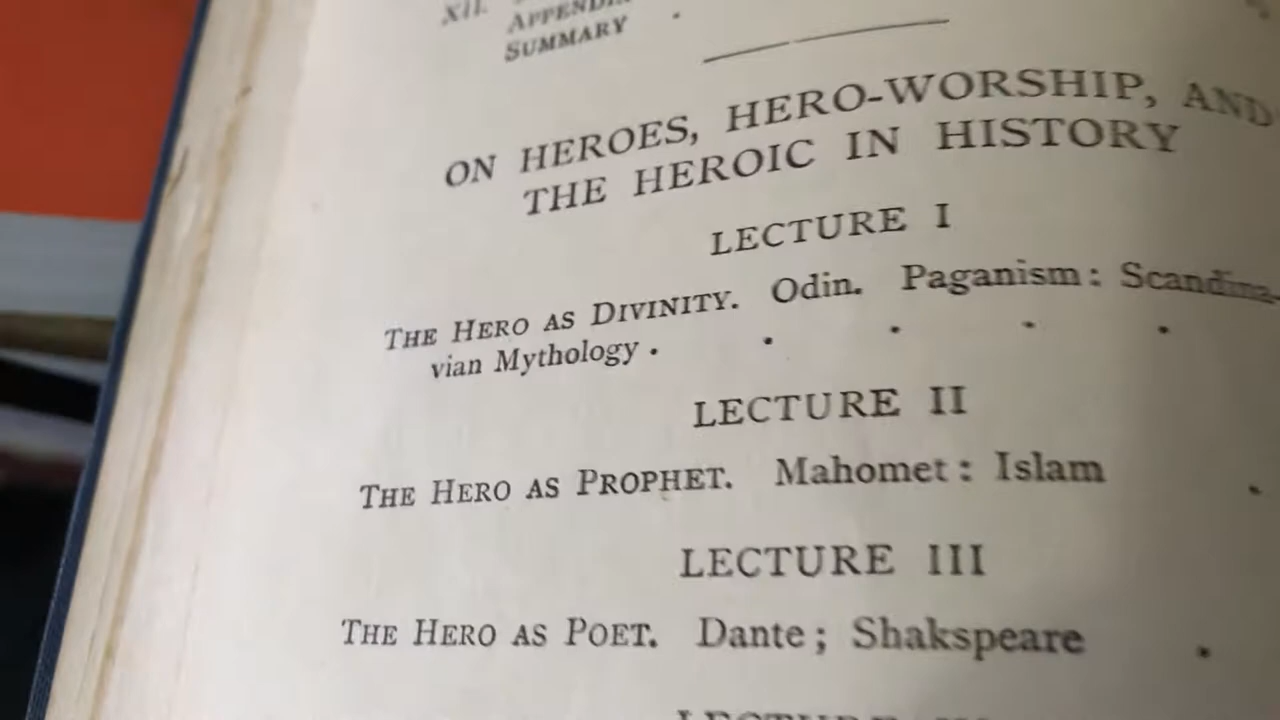 XII.
SUMMARY
ON HEROES, HERO-WORSHIP, AND
THE HEROIC IN HISTORY
LECTURE I
THE HERO AS DIVINITY. Odin. Paganism: Scandina-
vian Mythology . . . . .
LECTURE II
THE HERO AS PROPHET. Mahomet: Islam .
LECTURE III
THE HERO AS POET. Dante; Shakspeare .